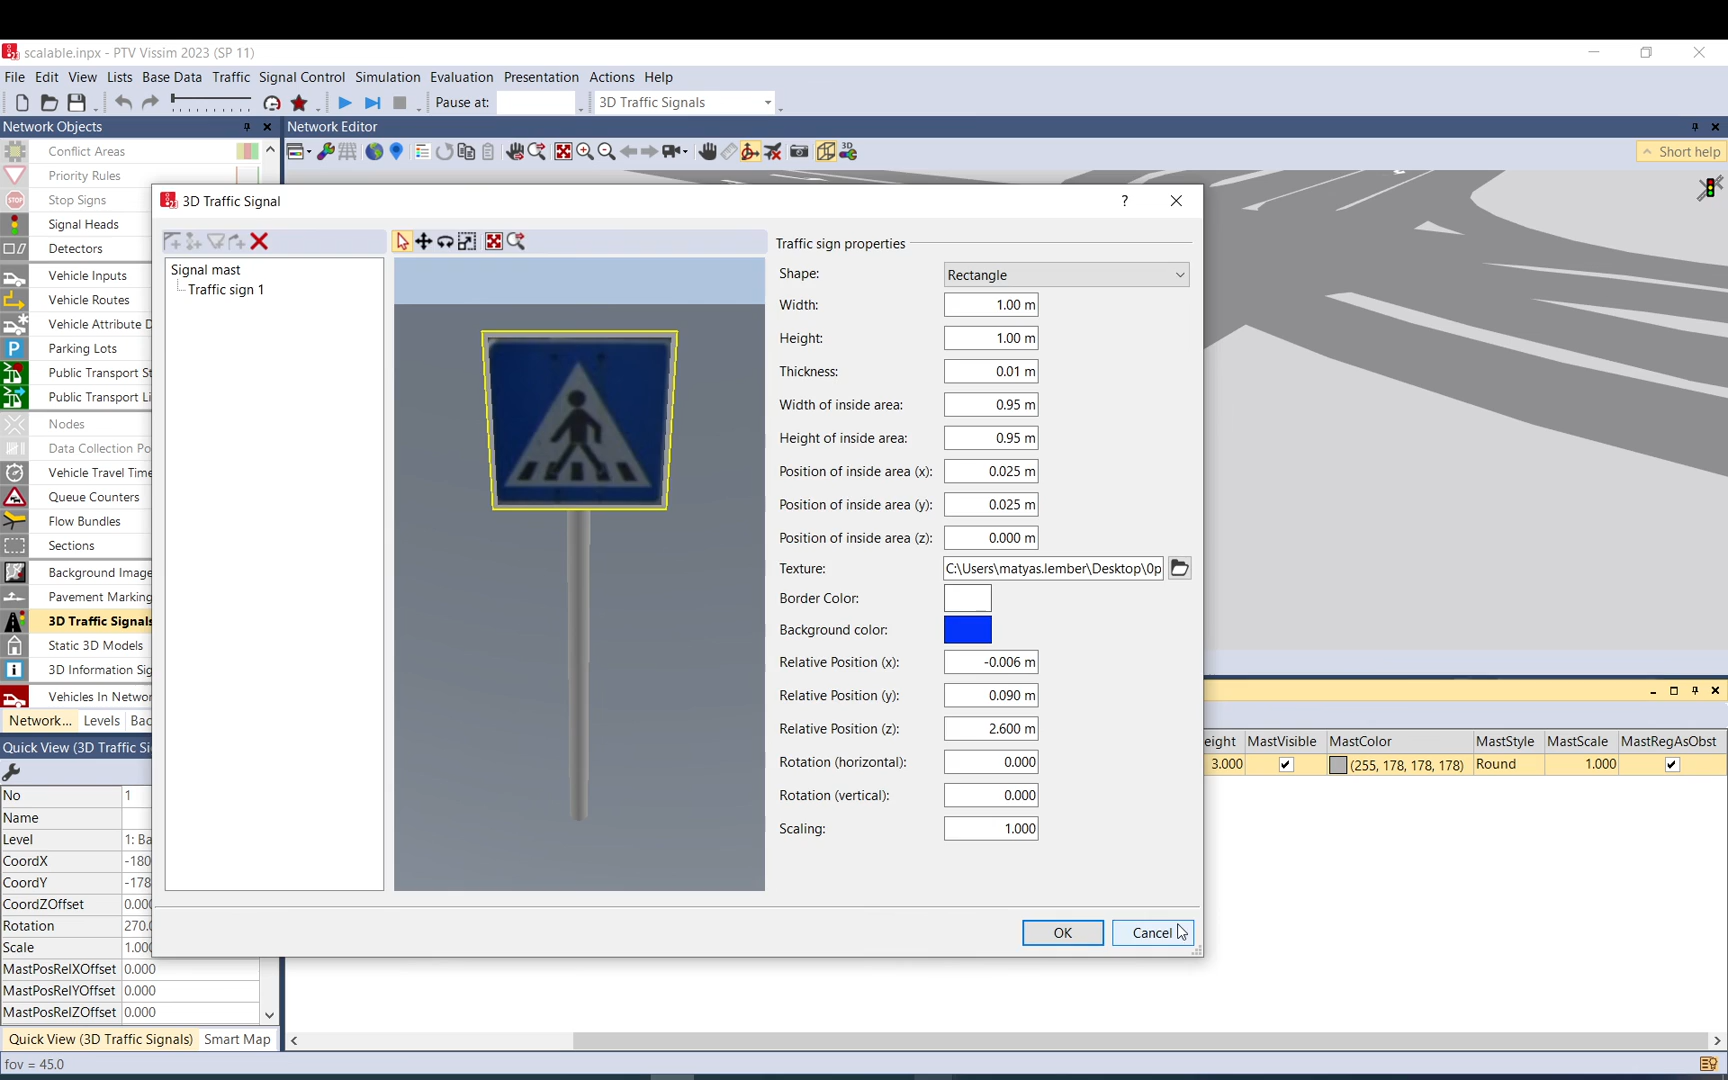 scalable.inpx - PTV Vissim 2023 (SP 11)
File Edit View Lists Base Data Traffic Signal Control Simulation Evaluation Presentation Actions Help
Pause at: 3D Traffic Signals
Network Objects
Network Editor
Short help
Conflict Areas
Priority Rules
STOP Stop Signs
Signal Heads
Detectors
Vehicle Inputs
Vehicle Routes
Vehicle Attribute D
P Parking Lots
Public Transport St
Public Transport Li
Nodes
Data Collection Po
Vehicle Travel Time
Queue Counters
Flow Bundles
Sections
Background Image
Pavement Marking
3D Traffic Signals
Static 3D Models
3D Information Sig
Vehicles In Networ
Network... Levels Bac
Quick View (3D Traffic Si
No 1
Name
Level 1: Ba
CoordX -180
CoordY -178
CoordZOffset 0.000
Rotation 270.0
Scale 1.000
MastPosRelXOffset 0.000
MastPosRelYOffset 0.000
MastPosRelZOffset 0.000
Quick View (3D Traffic Signals) Smart Map
fov = 45.0
3D Traffic Signal ?
Signal mast
Traffic sign 1
Traffic sign properties
Shape: Rectangle
Width: 1.00 m
Height: 1.00 m
Thickness: 0.01 m
Width of inside area: 0.95 m
Height of inside area: 0.95 m
Position of inside area (x): 0.025 m
Position of inside area (y): 0.025 m
Position of inside area (z): 0.000 m
Texture: C:\Users\matyas.lember\Desktop\0p
Border Color:
Background color:
Relative Position (x): -0.006 m
Relative Position (y): 0.090 m
Relative Position (z): 2.600 m
Rotation (horizontal): 0.000
Rotation (vertical): 0.000
Scaling: 1.000
OK Cancel
eight MastVisible MastColor MastStyle MastScale MastRegAsObst
3.000 (255, 178, 178, 178) Round 1.000